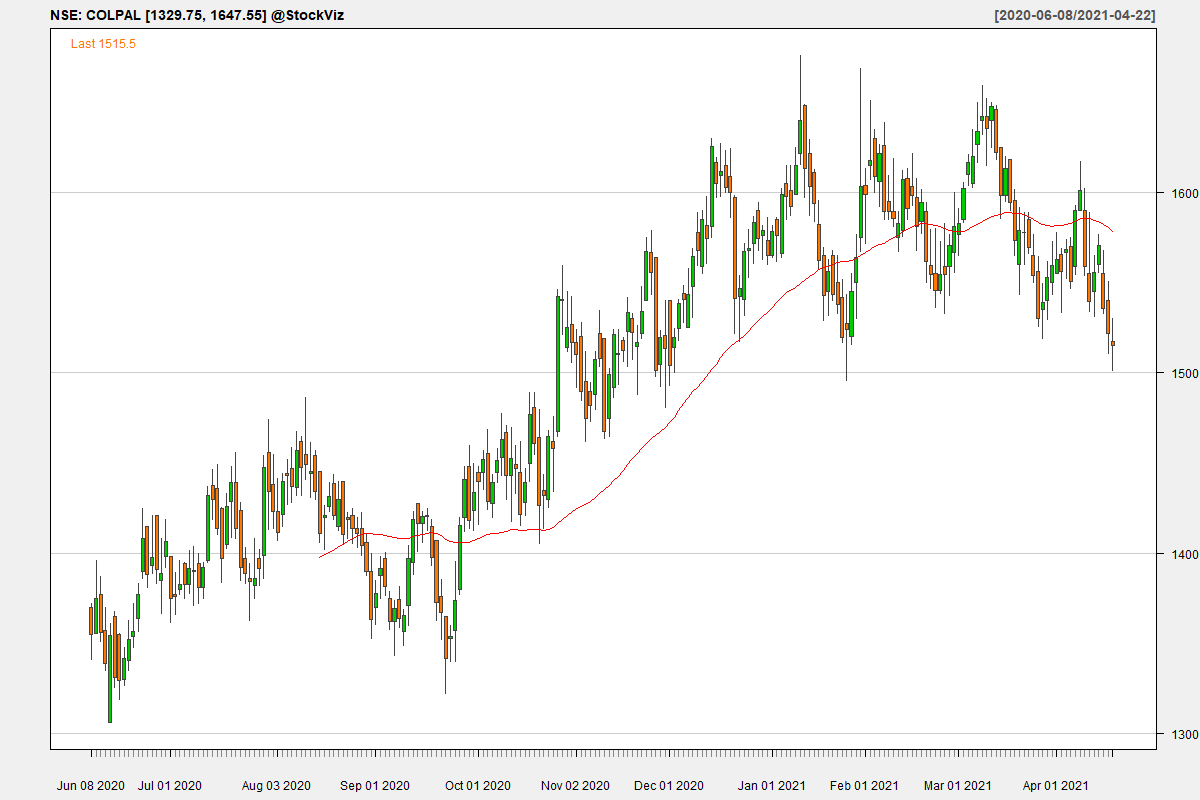 NSE: COLPAL [1329.75, 1647.55] @StockViz
[2020-06-08/2021-04-22]
Last 1515.5
1600
1500
1400
1300
Jun 08 2020 Jul 01 2020 Aug 03 2020 Sep 01 2020 Oct 01 2020 Nov 02 2020 Dec 01 2020 Jan 01 2021 Feb 01 2021 Mar 01 2021 Apr 01 2021